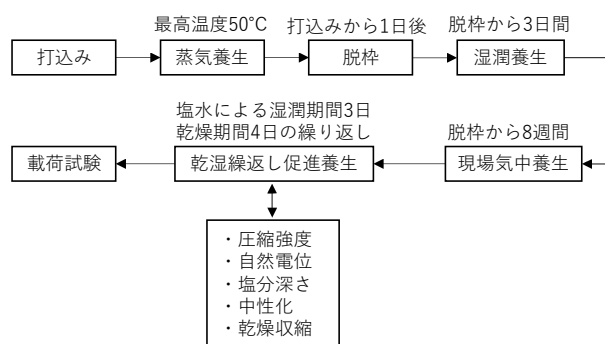 最高温度50°C
打込みから1日後
脱枠から3日間
打込み
蒸気養生
脱枠
湿潤養生
塩水による湿潤期間3日
乾燥期間4日の繰り返し
脱枠から8週間
載荷試験
乾湿繰返し促進養生
現場気中養生
・圧縮強度
・自然電位
・塩分深さ
・中性化
・乾燥収縮